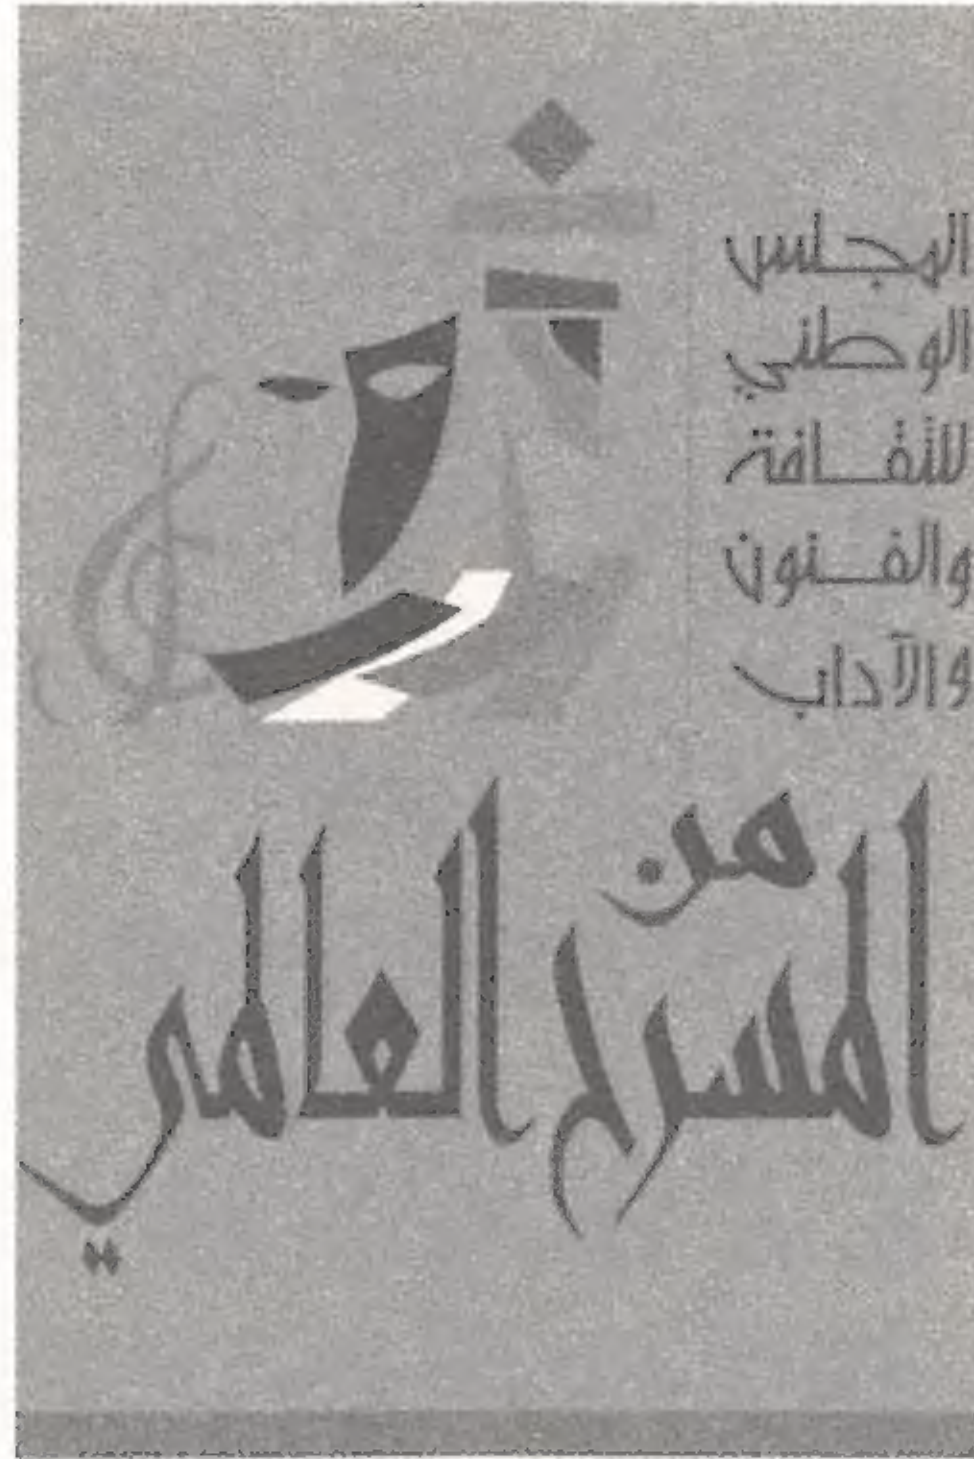 المجلس
الوطني
للثقافة
والفنون
والآداب
من
المسرح العالمي